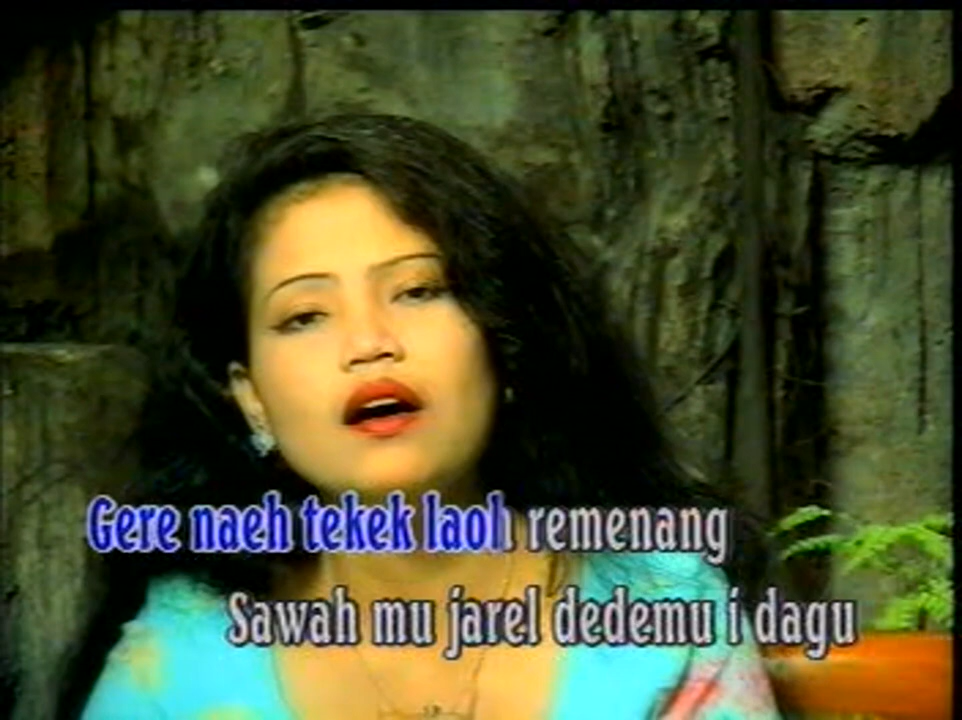 Gere naeh tekek laoh remenang
Sawah mu jarel dedemu i dagu